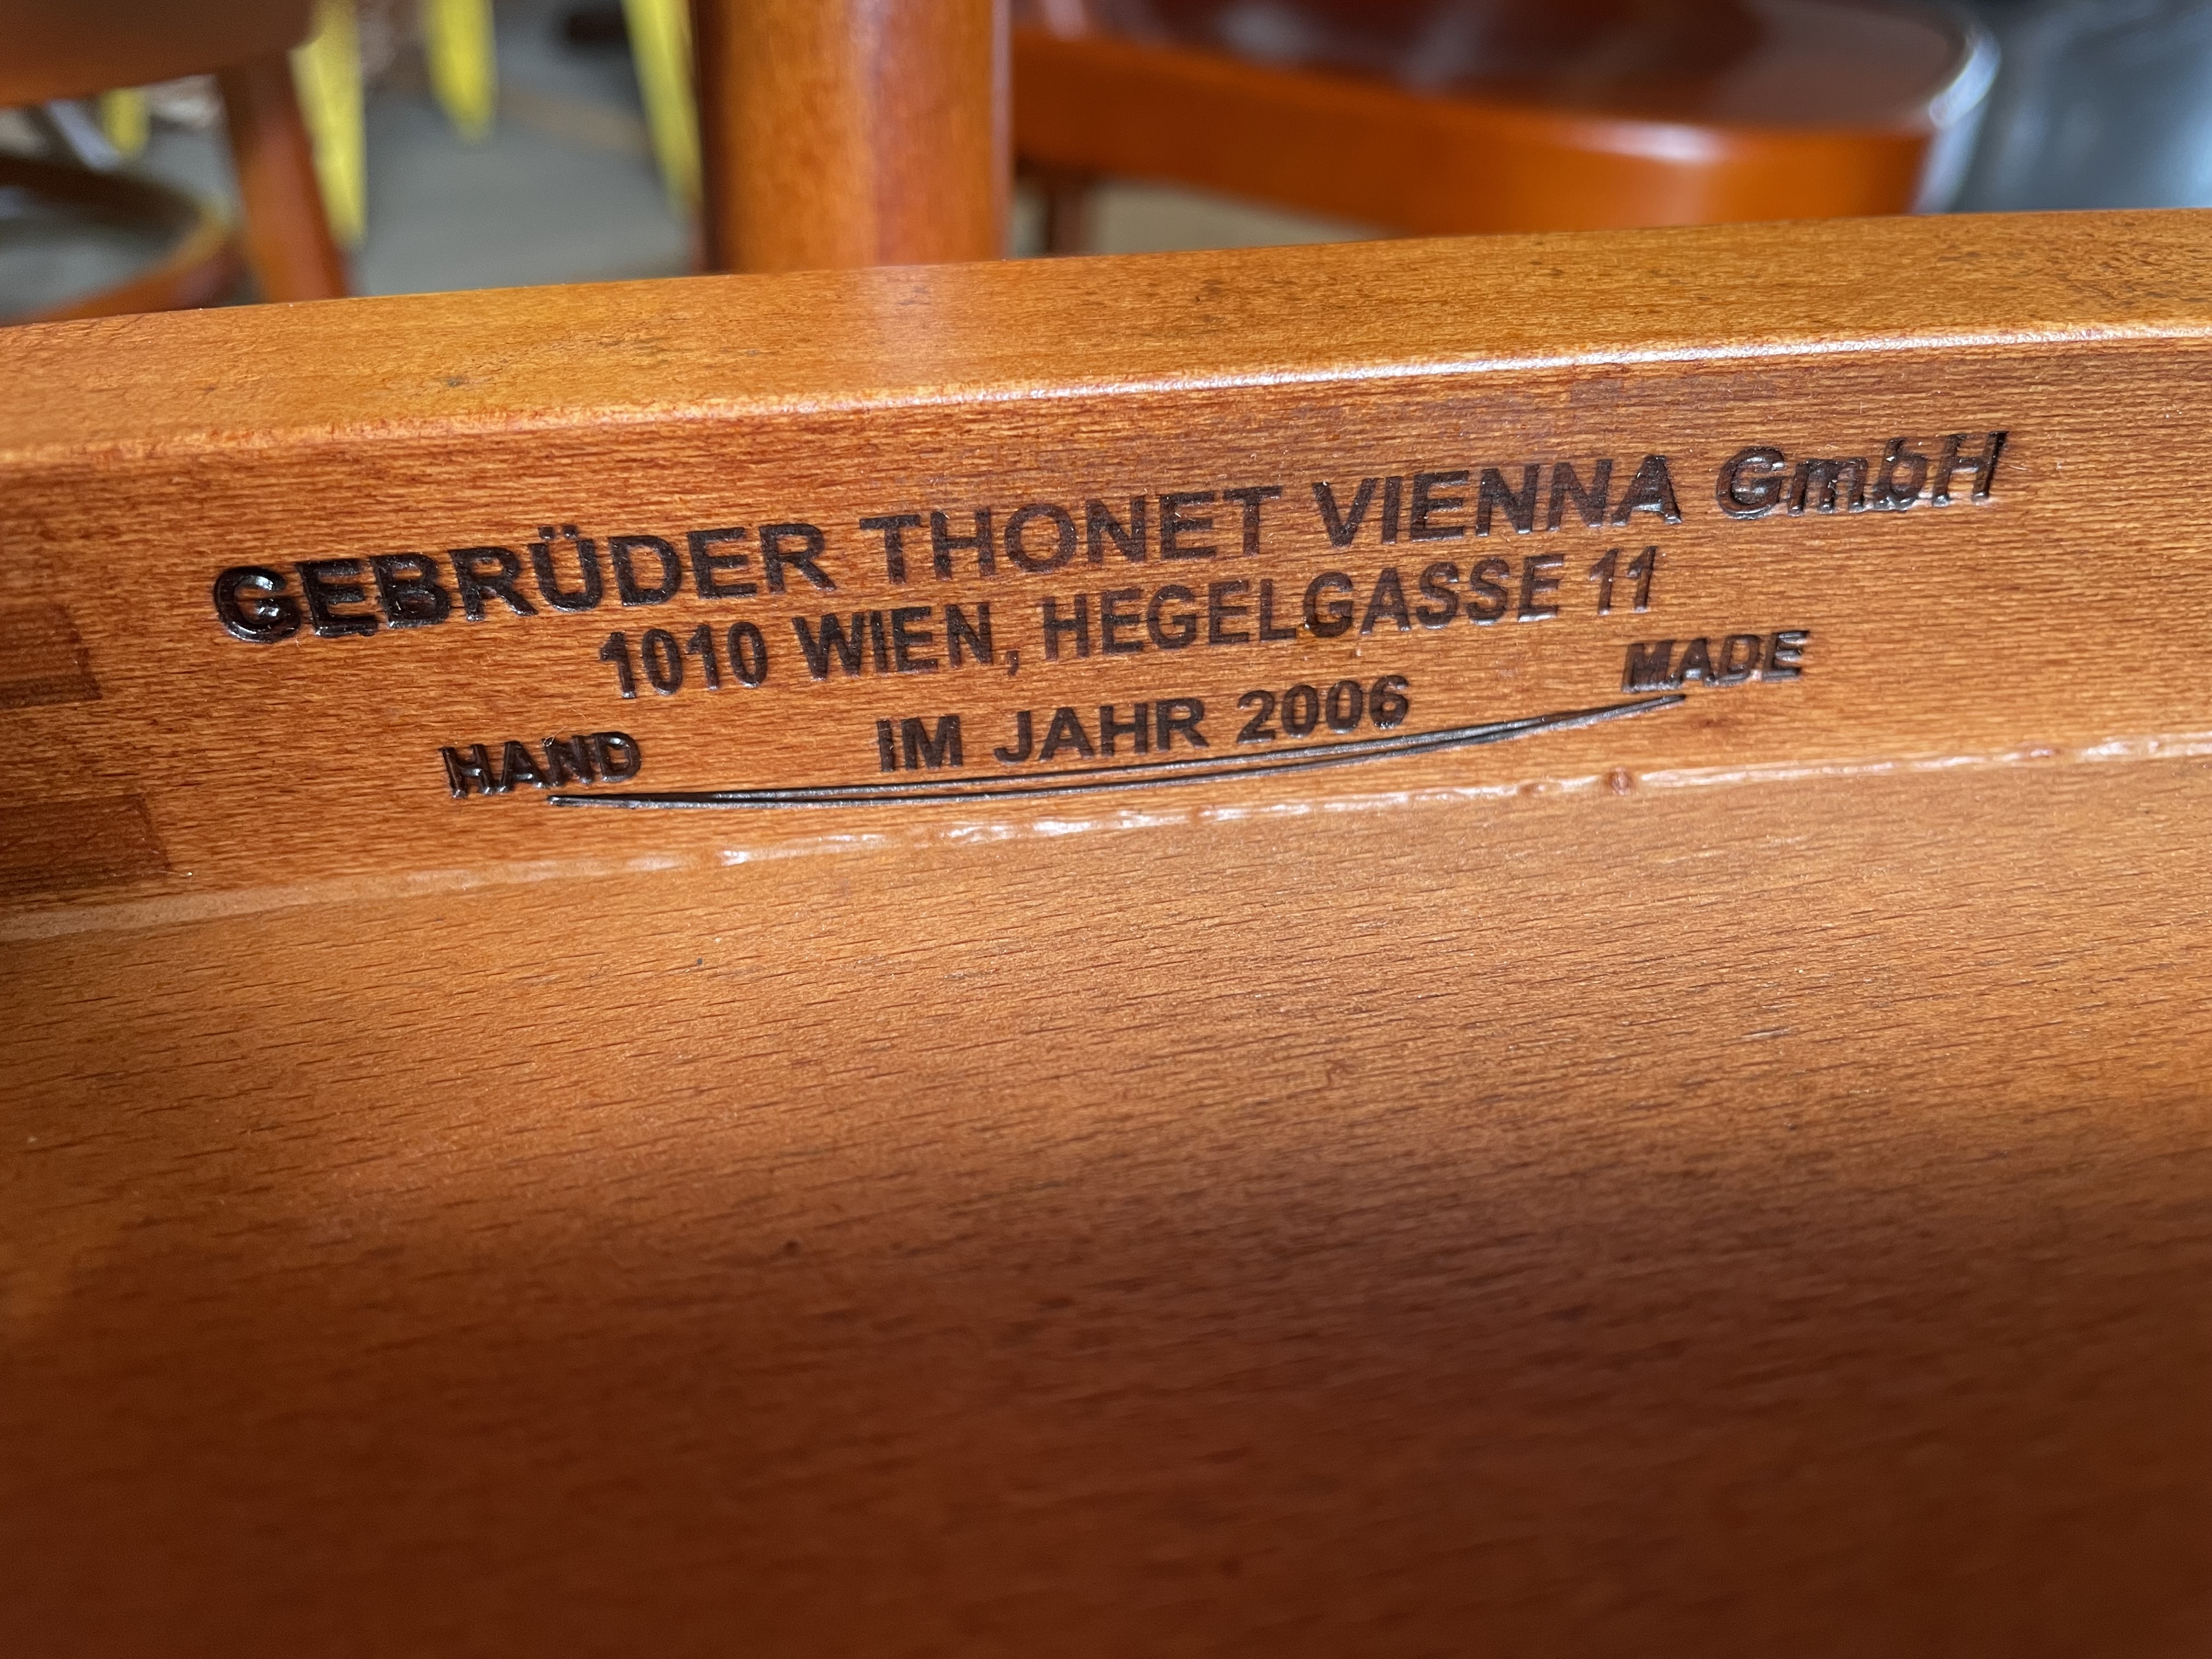 GEBRÜDER THONET VIENNA GmbH
1010 WIEN, HEGELGASSE 11
HAND IM JAHR 2006 MADE